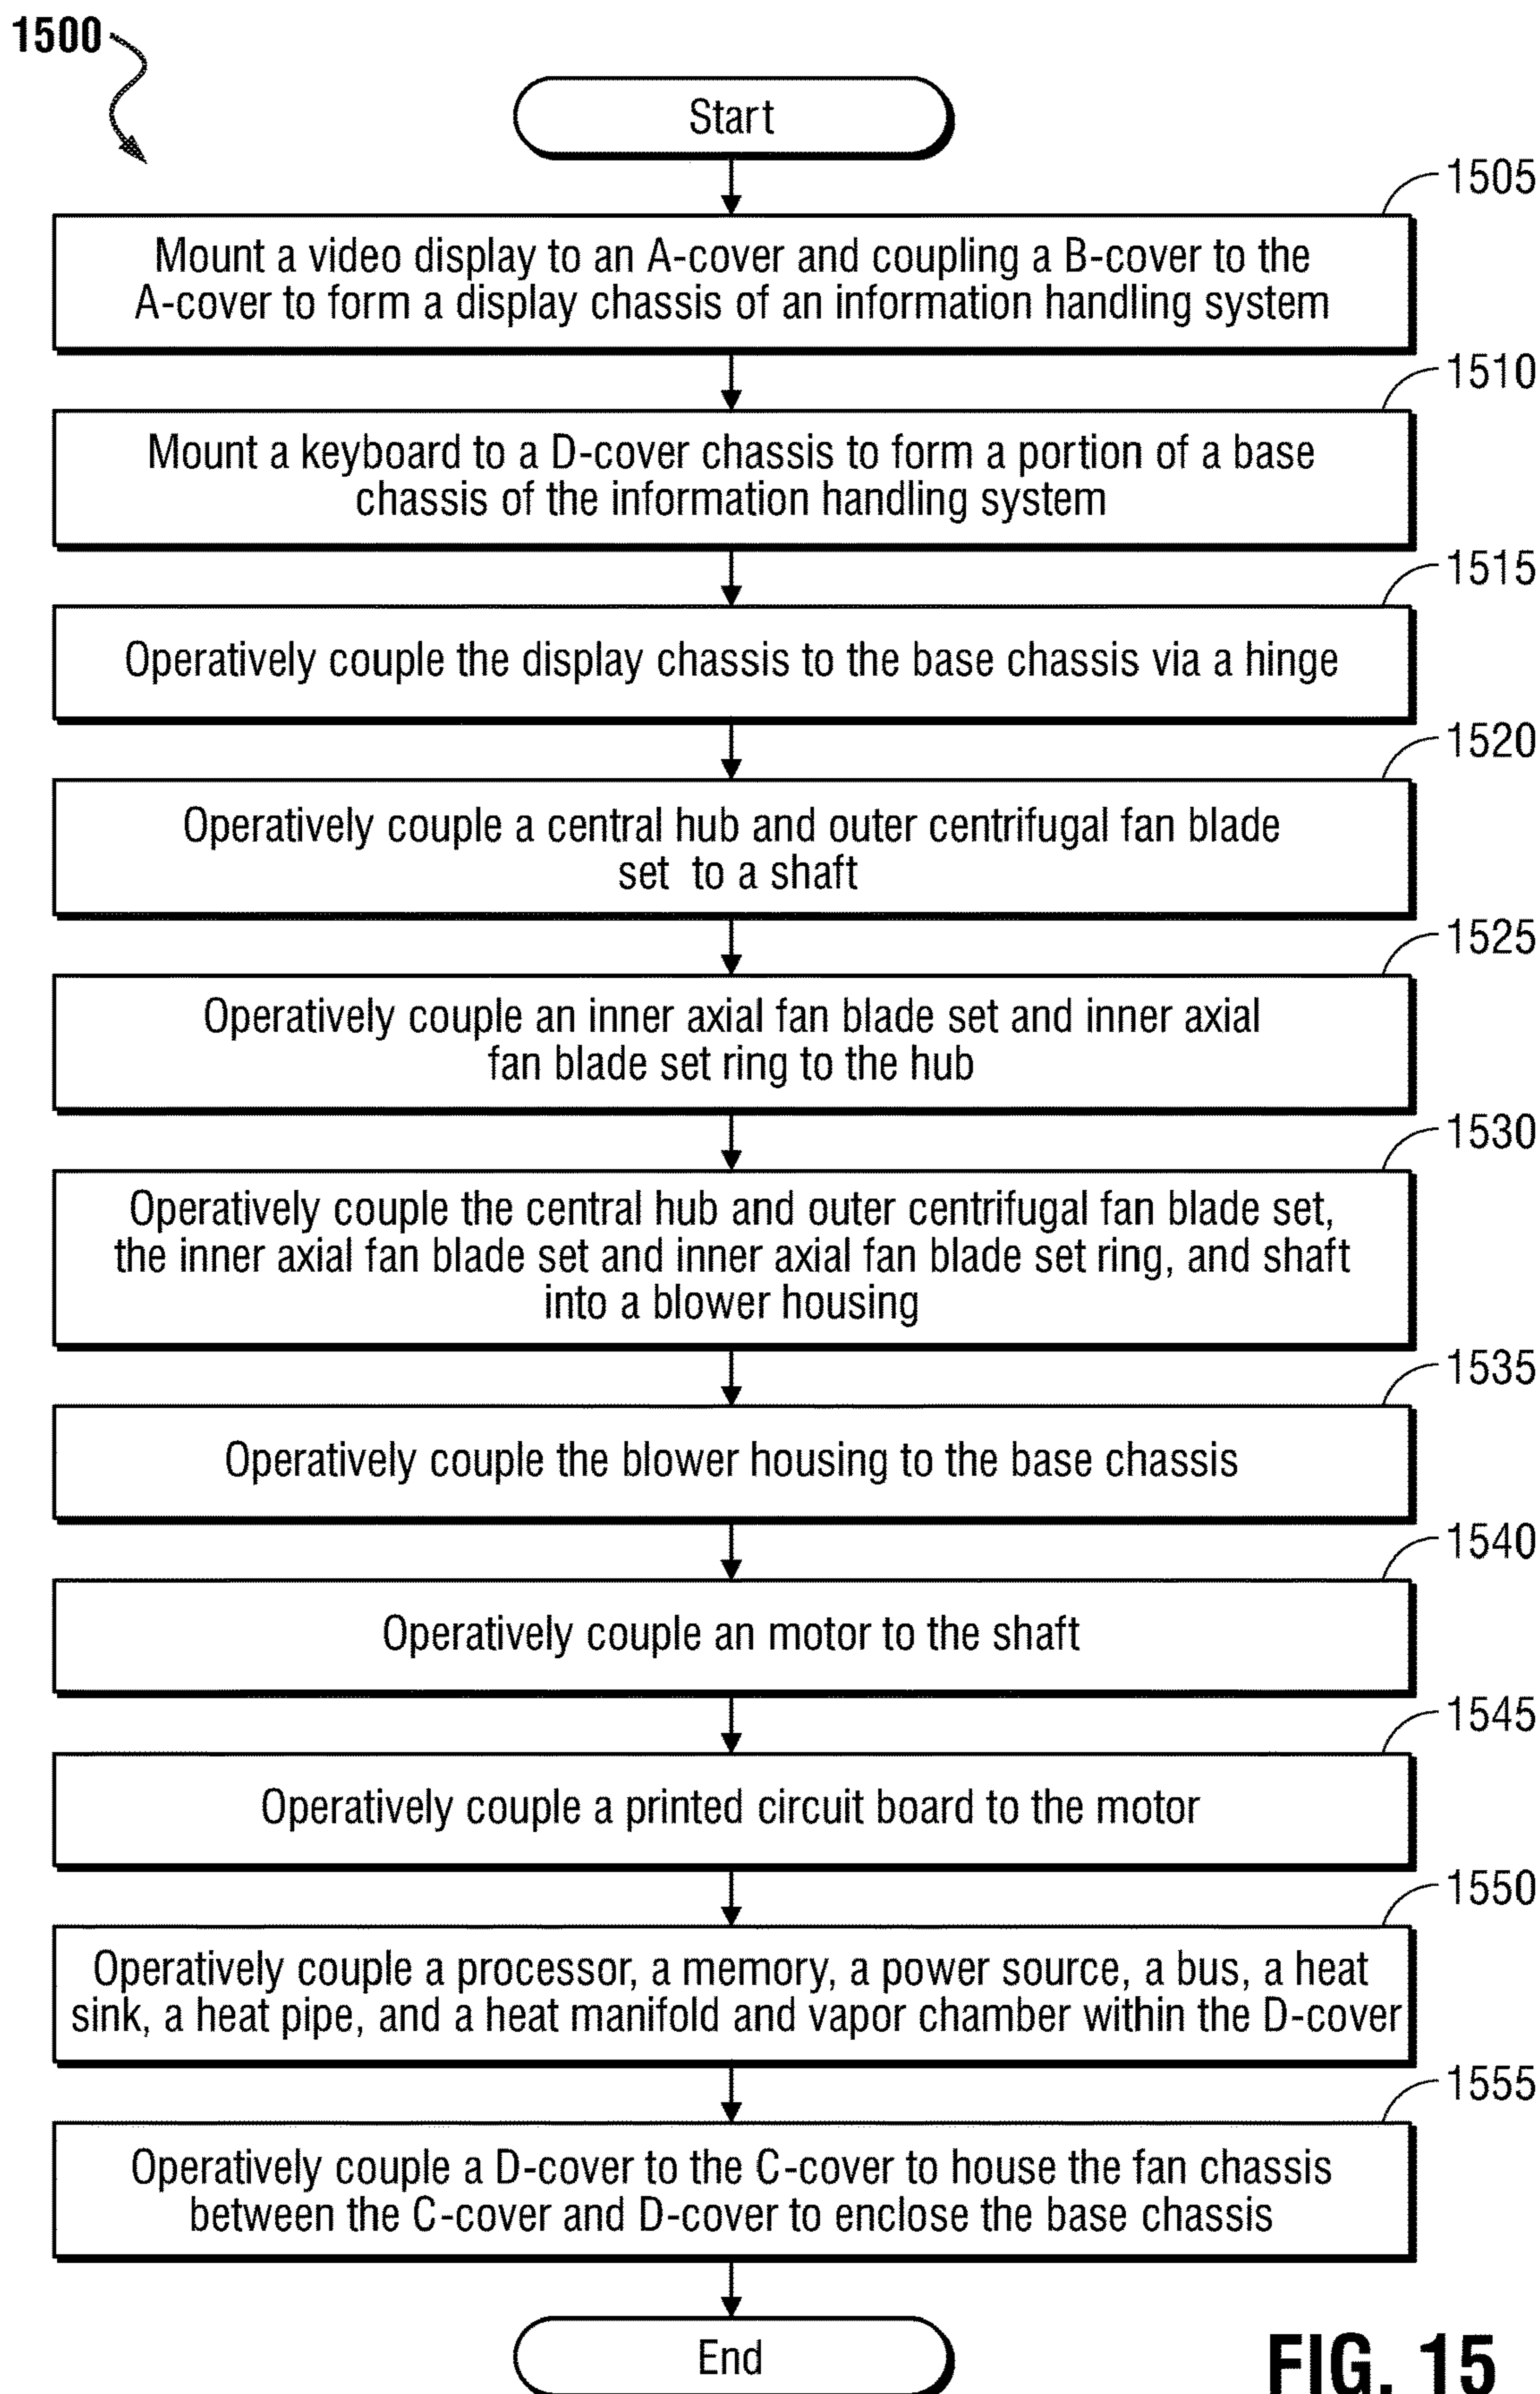 1500
Start
1505
Mount a video display to an A-cover and coupling a B-cover to the
A-cover to form a display chassis of an information handling system
1510
Mount a keyboard to a D-cover chassis to form a portion of a base
chassis of the information handling system
1515
Operatively couple the display chassis to the base chassis via a hinge
1520
Operatively couple a central hub and outer centrifugal fan blade
set to a shaft
1525
Operatively couple an inner axial fan blade set and inner axial
fan blade set ring to the hub
1530
Operatively couple the central hub and outer centrifugal fan blade set,
the inner axial fan blade set and inner axial fan blade set ring, and shaft
into a blower housing
1535
Operatively couple the blower housing to the base chassis
1540
Operatively couple an motor to the shaft
1545
Operatively couple a printed circuit board to the motor
1550
Operatively couple a processor, a memory, a power source, a bus, a heat
sink, a heat pipe, and a heat manifold and vapor chamber within the D-cover
1555
Operatively couple a D-cover to the C-cover to house the fan chassis
between the C-cover and D-cover to enclose the base chassis
End
FIG. 15